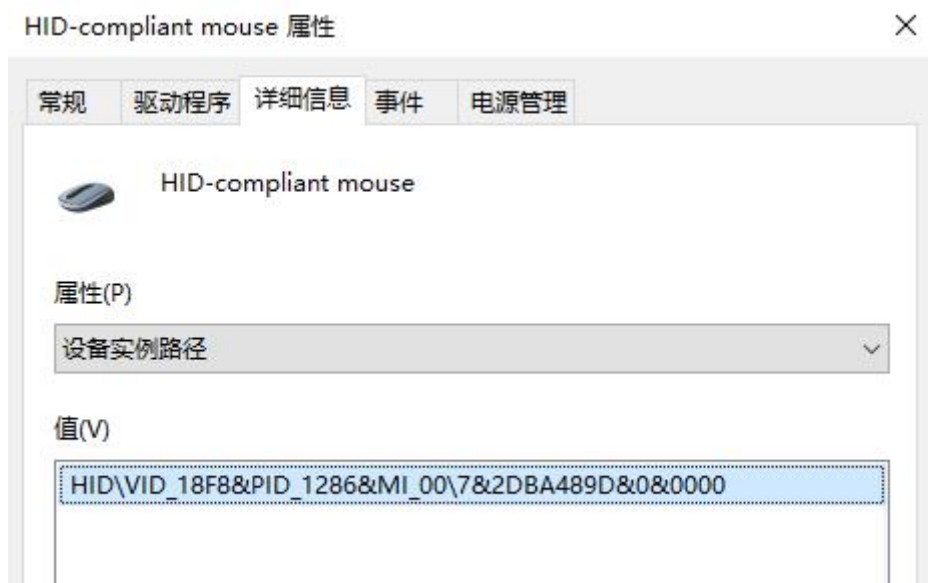 HID-compliant mouse 属性
常规 驱动程序 详细信息 事件 电源管理
HID-compliant mouse
属性(P)
设备实例路径
值(V)
HID\VID_18F8&PID_1286&MI_00\7&2DBA489D&0&0000